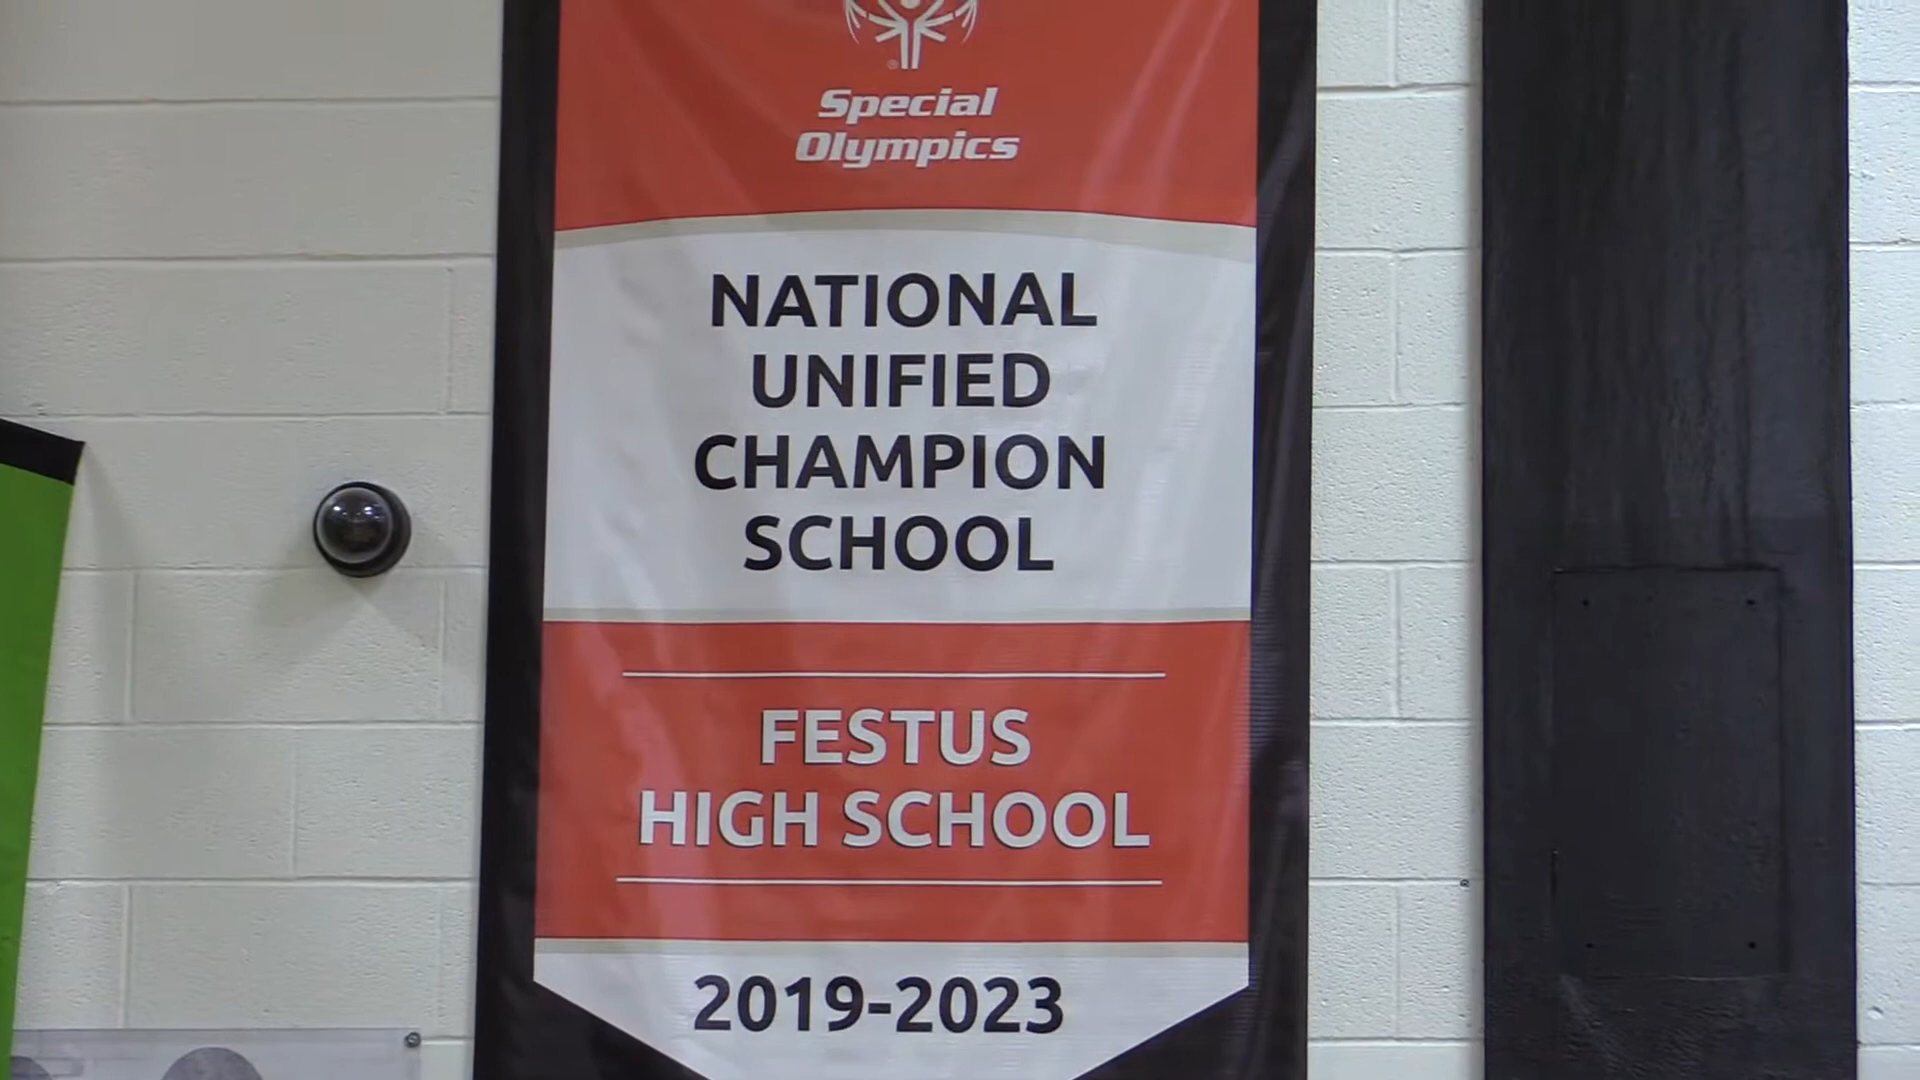 Special
Olympics
NATIONAL
UNIFIED
CHAMPION
SCHOOL
FESTUS
HIGH SCHOOL
2019-2023